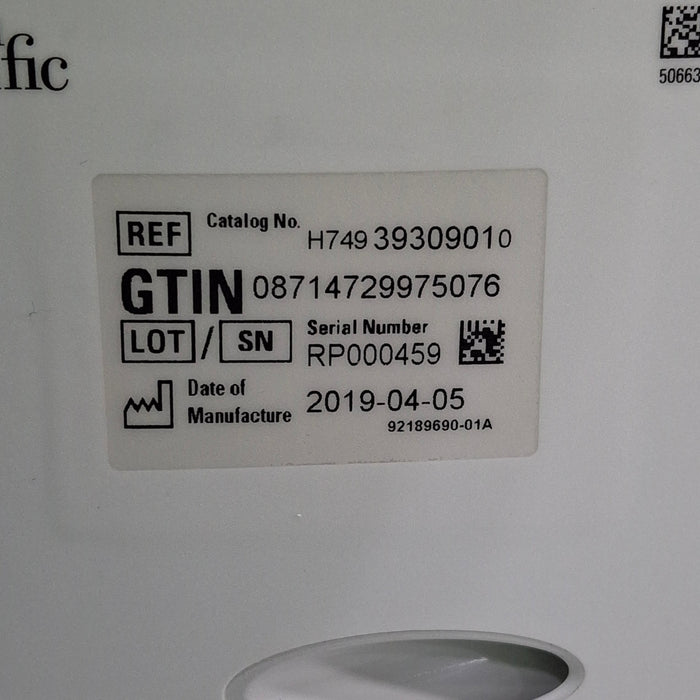 fic
50663
REF Catalog No. H749 39309010
GTIN 08714729975076
LOT / SN Serial Number RP000459
Date of Manufacture 2019-04-05
92189690-01A